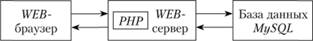 WEB-
браузер
PHP
WEB-
сервер
База данных
MySQL